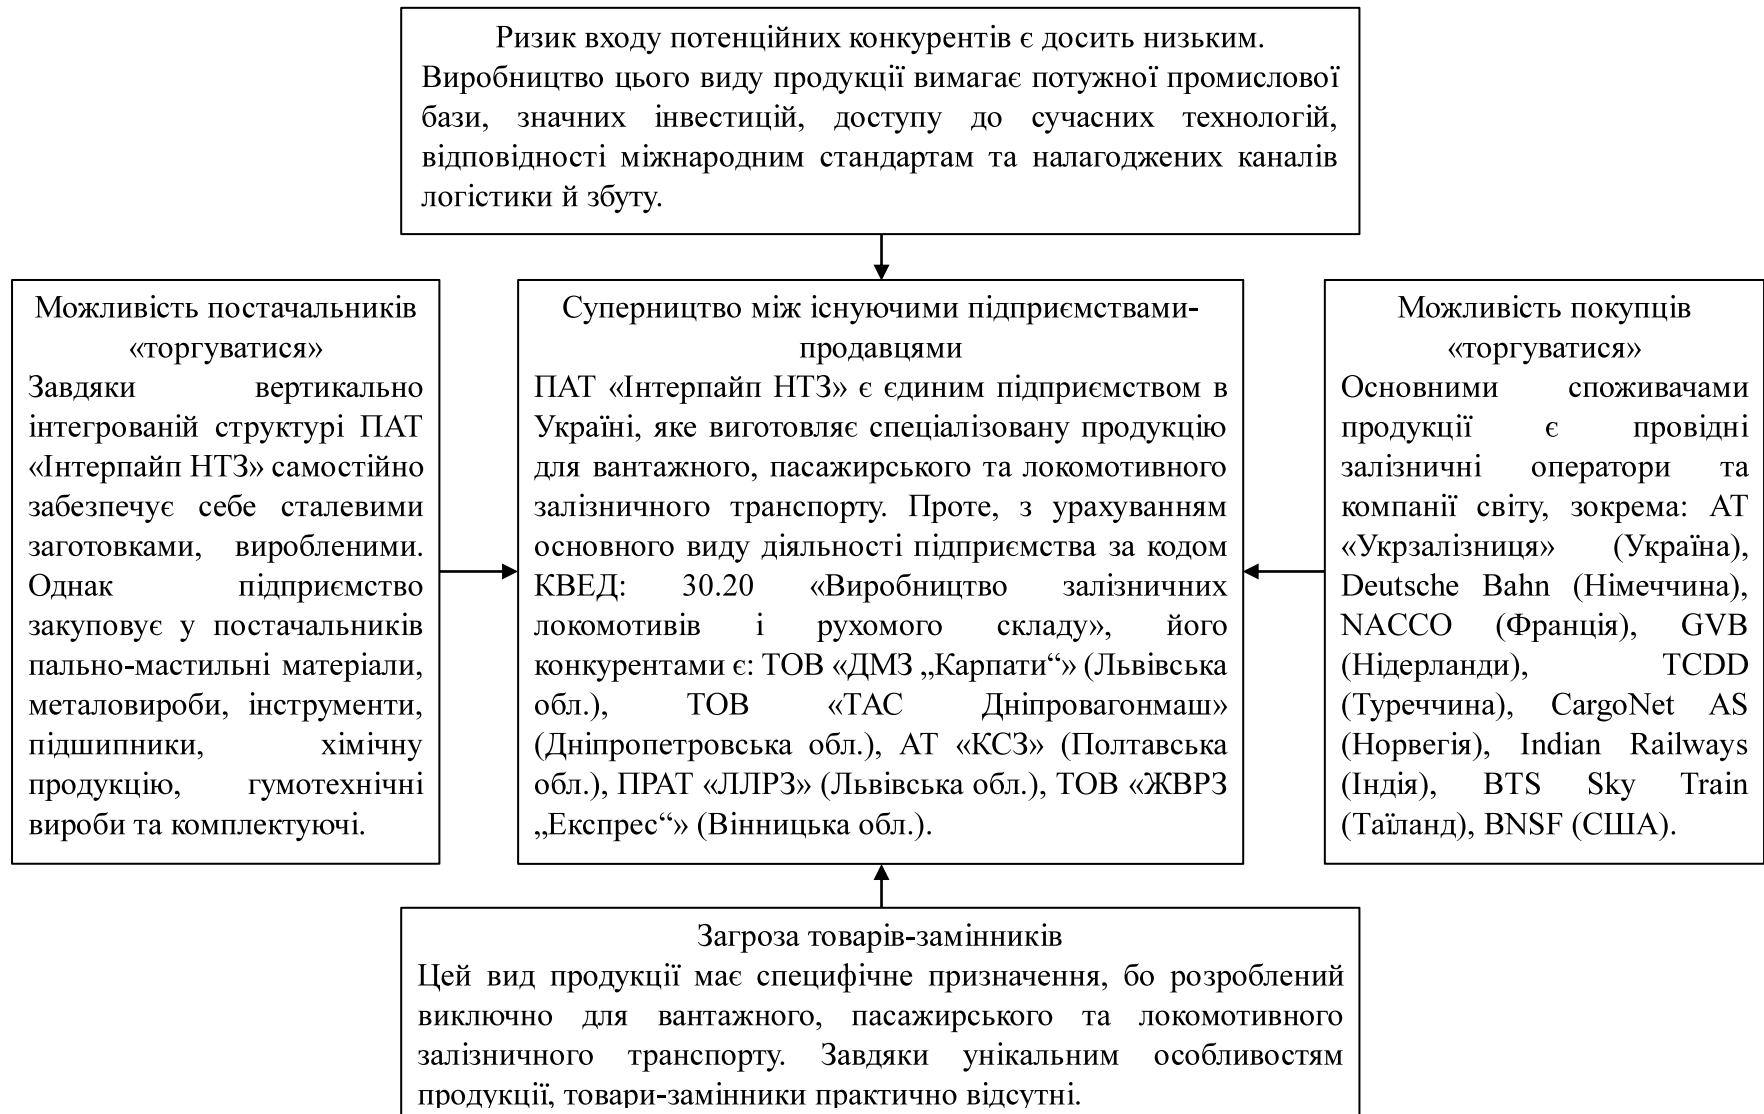 Ризик входу потенційних конкурентів є досить низьким.
Виробництво цього виду продукції вимагає потужної промислової
бази, значних інвестицій, доступу до сучасних технологій,
відповідності міжнародним стандартам та налагоджених каналів
логістики й збуту.
Можливість постачальників
«торгуватися»
Завдяки вертикально
інтегрованій структурі ПАТ
«Інтерпайп НТЗ» самостійно
забезпечує себе сталевими
заготовками, виробленими.
Однак підприємство
закуповує у постачальників
пально-мастильні матеріали,
металовироби, інструменти,
підшипники, хімічну
продукцію, гумотехнічні
вироби та комплектуючі.
Суперництво між існуючими підприємствами-
продавцями
ПАТ «Інтерпайп НТЗ» є єдиним підприємством в
Україні, яке виготовляє спеціалізовану продукцію
для вантажного, пасажирського та локомотивного
залізничного транспорту. Проте, з урахуванням
основного виду діяльності підприємства за кодом
КВЕД: 30.20 «Виробництво залізничних
локомотивів і рухомого складу», його
конкурентами є: ТОВ «ДМЗ „Карпати“» (Львівська
обл.), ТОВ «ТАС Дніпровагонмаш»
(Дніпропетровська обл.), АТ «КСЗ» (Полтавська
обл.), ПРАТ «ЛЛРЗ» (Львівська обл.), ТОВ «ЖВРЗ
„Експрес“» (Вінницька обл.).
Можливість покупців
«торгуватися»
Основними споживачами
продукції є провідні
залізничні оператори та
компанії світу, зокрема: АТ
«Укрзалізниця» (Україна),
Deutsche Bahn (Німеччина),
NACCO (Франція), GVB
(Нідерланди), TCDD
(Туреччина), CargoNet AS
(Норвегія), Indian Railways
(Індія), BTS Sky Train
(Таїланд), BNSF (США).
Загроза товарів-замінників
Цей вид продукції має специфічне призначення, бо розроблений
виключно для вантажного, пасажирського та локомотивного
залізничного транспорту. Завдяки унікальним особливостям
продукції, товари-замінники практично відсутні.